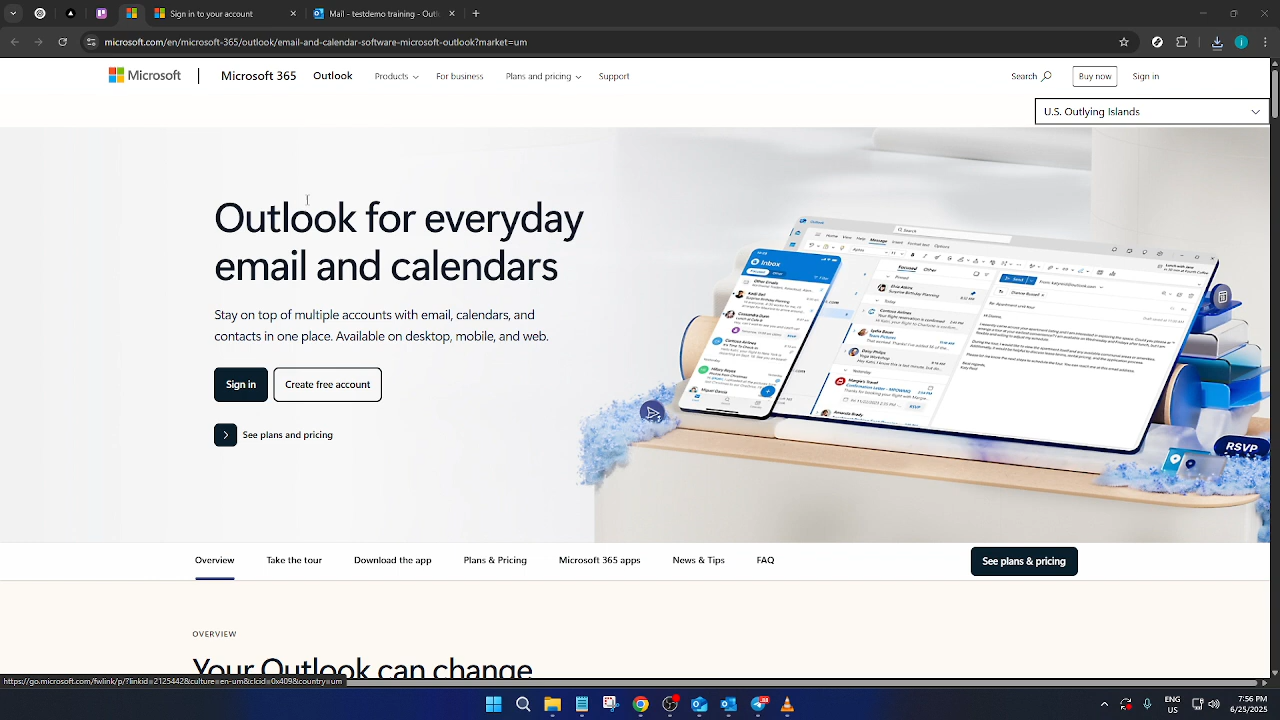 Sign in to your account
Mail - testdemo training - Outl
microsoft.com/en/microsoft-365/outlook/email-and-calendar-software-microsoft-outlook?market=um
Microsoft
Microsoft 365
Outlook
Products
For business
Plans and pricing
Support
Search
Buy now
Sign in
U.S. Outlying Islands
Outlook for everyday
email and calendars
Stay on top of multiple accounts with email, calendars, and
contacts in one place. Available on desktop, mobile, and web.
Sign in
Create free account
See plans and pricing
Inbox
Search
Message
Focused
Other
Send
RSVP
Overview
Take the tour
Download the app
Plans & Pricing
Microsoft 365 apps
News & Tips
FAQ
See plans & pricing
OVERVIEW
Your Outlook can change
https://go.microsoft.com/fwlink/p/?linkid=2125442&culture=en-um&clcid=0x409&country=um
ENG
US
7:56 PM
6/25/2025